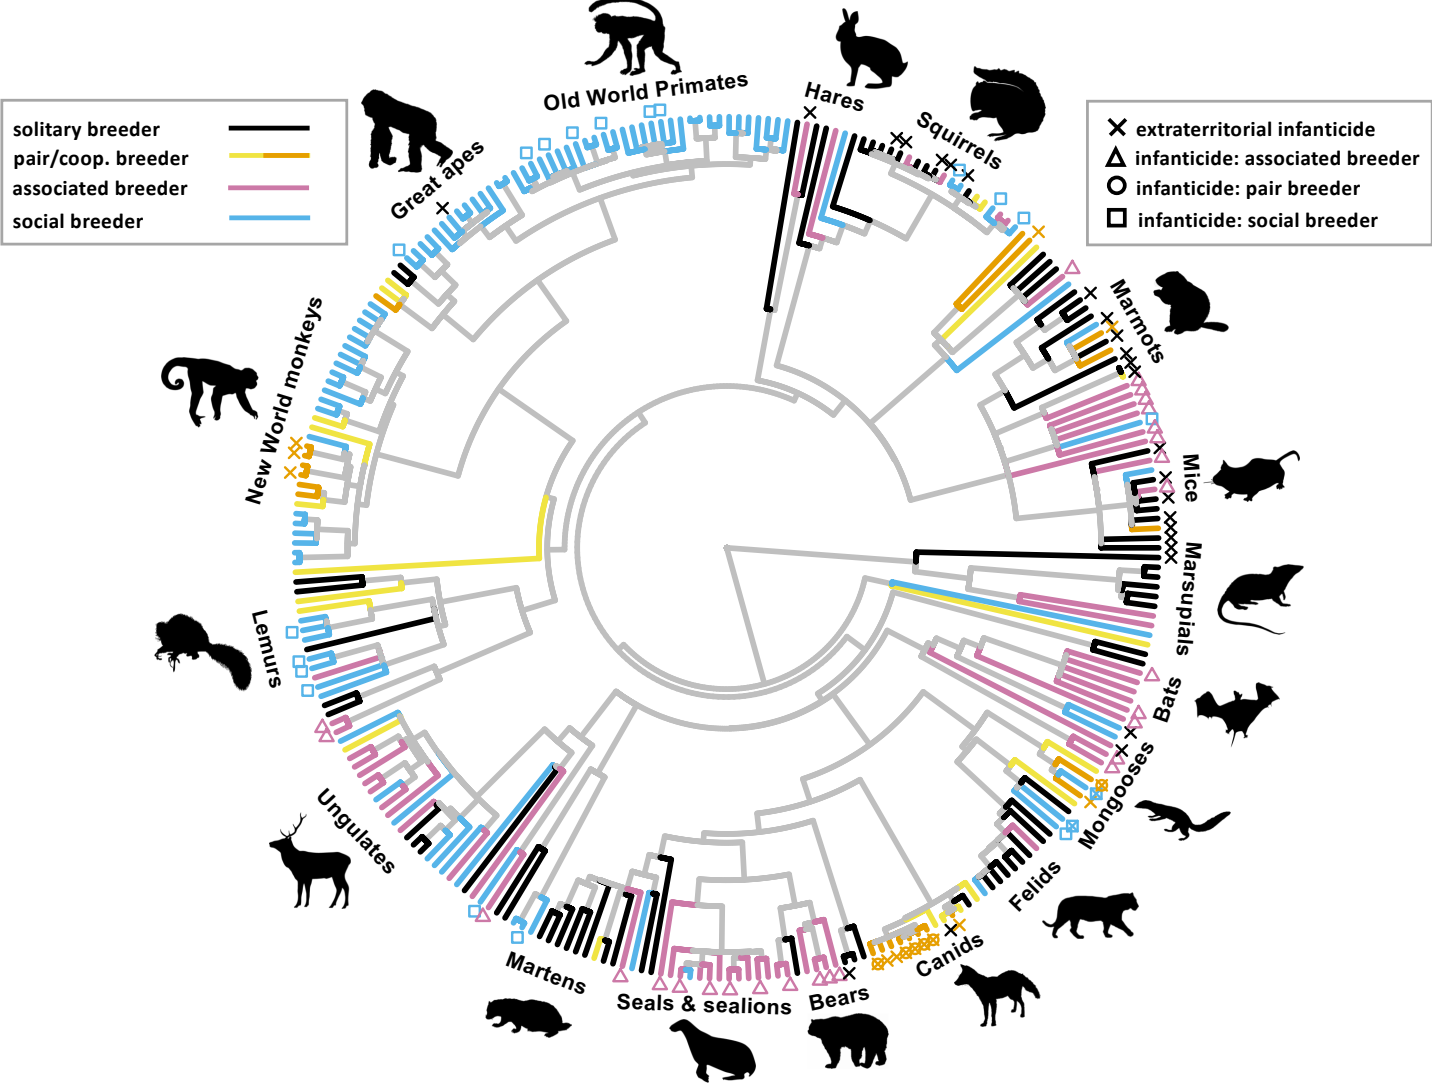 solitary breeder
pair/coop. breeder
associated breeder
social breeder
extraterritorial infanticide
infanticide: associated breeder
infanticide: pair breeder
infanticide: social breeder
Old World Primates
Hares
Squirrels
Great apes
Marmots
New World monkeys
Mice
Marsupials
Lemurs
Bats
Mongooses
Ungulates
Felids
Canids
Martens
Seals & sealions
Bears